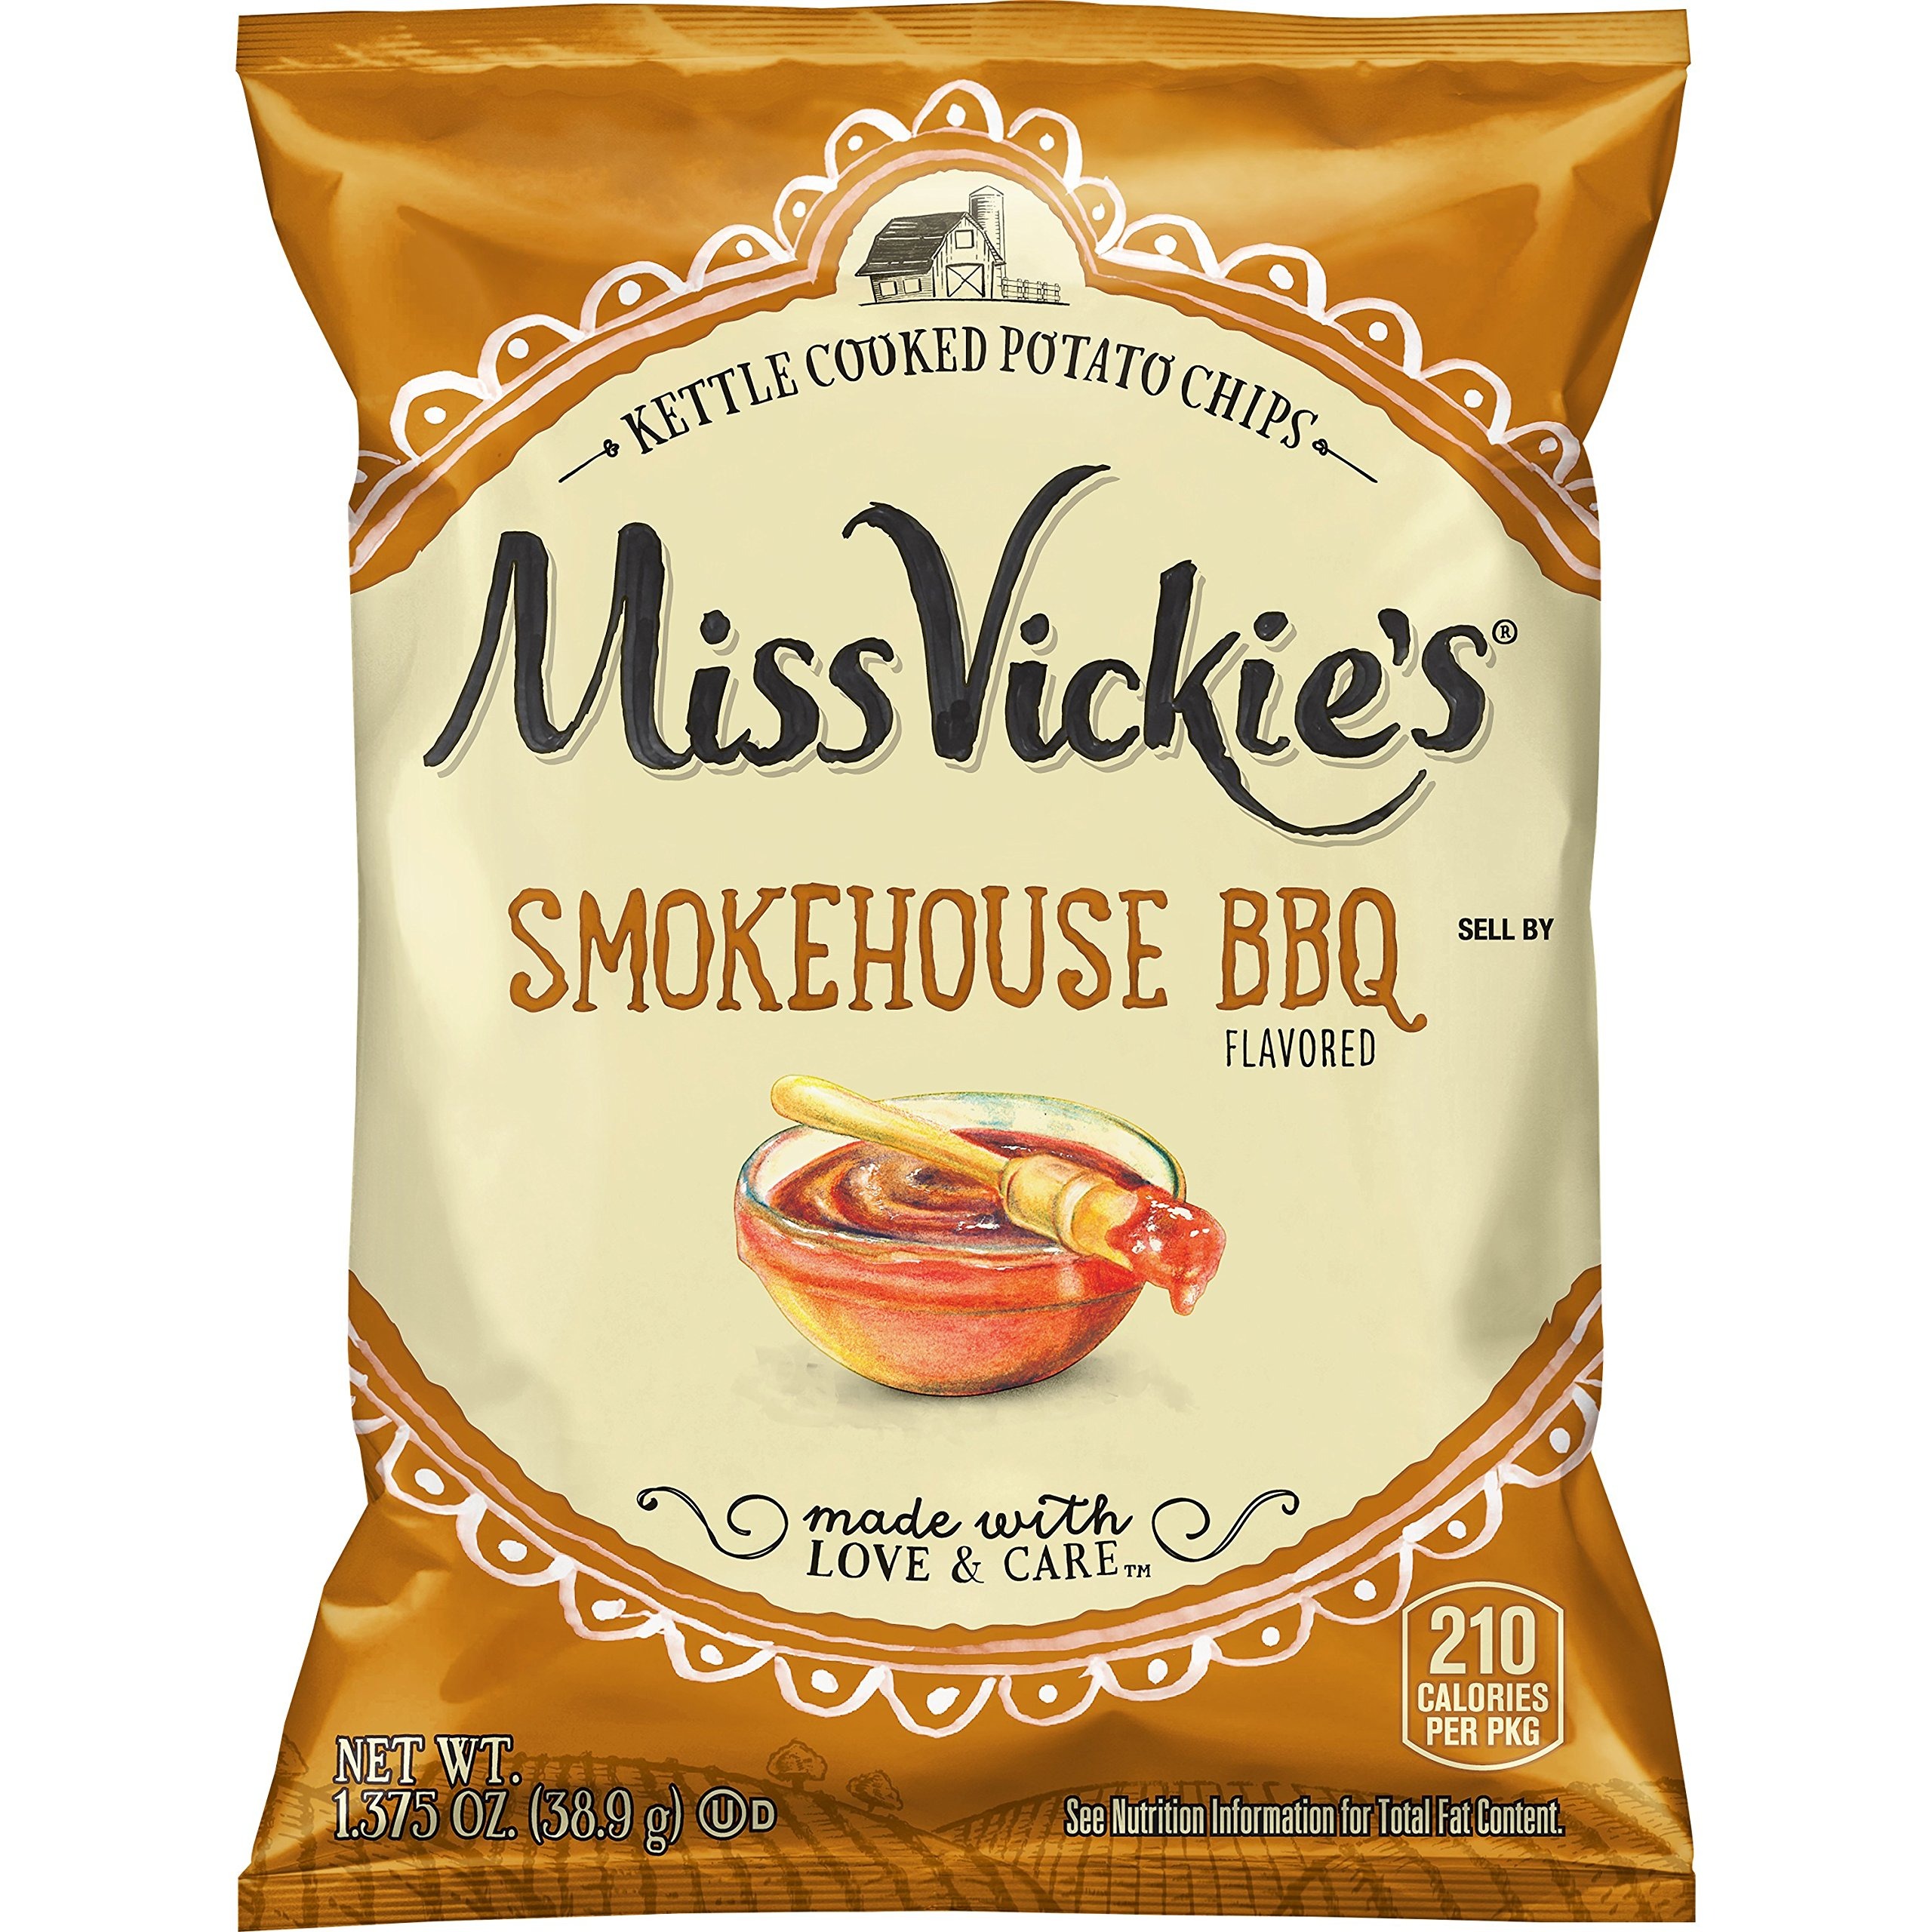 KETTLE COOKED POTATO CHIPS
Miss Vickie's®
SMOKEHOUSE BBQ
FLAVORED
SELL BY
made with
LOVE & CARE™
210
CALORIES
PER PKG
NET WT.
1.375 OZ. (38.9 g) Ⓤ D
See Nutrition Information for Total Fat Content.